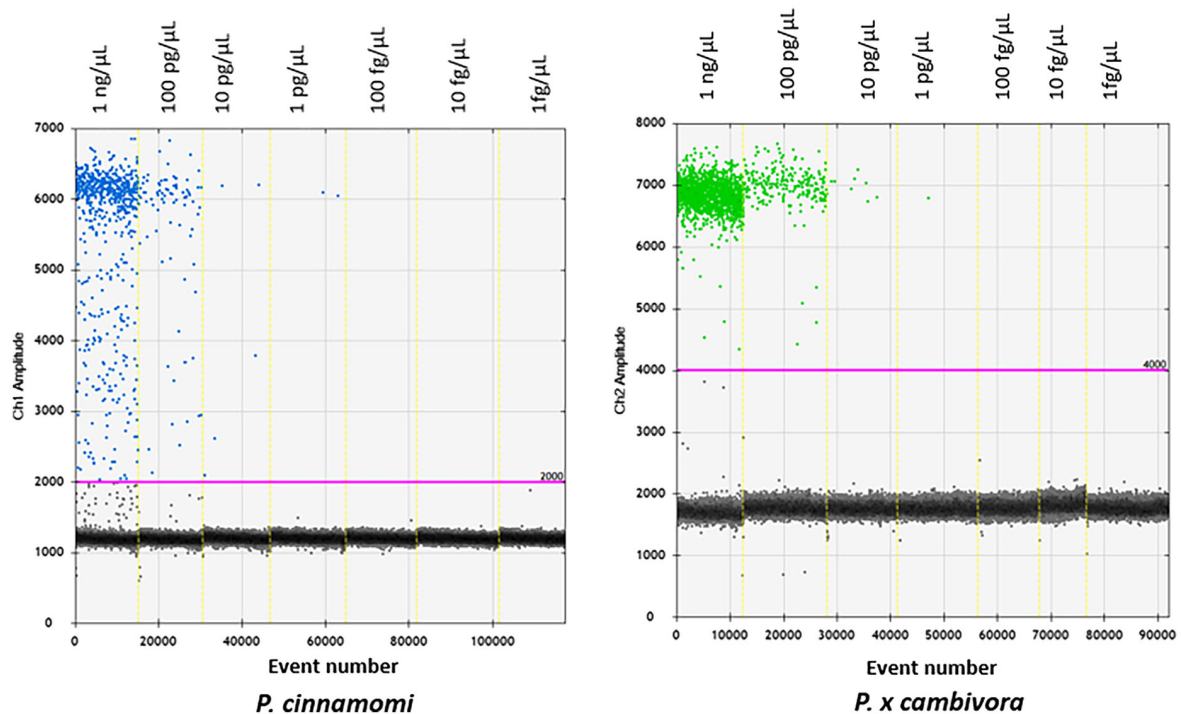 1 ng/µL
100 pg/µL
10 pg/µL
1 pg/µL
100 fg/µL
10 fg/µL
1fg/µL
7000
6000
5000
4000
3000
2000
1000
0
Ch1 Amplitude
2000
0
20000
40000
60000
80000
100000
Event number
P. cinnamomi
1 ng/µL
100 pg/µL
10 pg/µL
1 pg/µL
100 fg/µL
10 fg/µL
1fg/µL
8000
7000
6000
5000
4000
3000
2000
1000
0
Ch2 Amplitude
4000
0
10000
20000
30000
40000
50000
60000
70000
80000
90000
Event number
P. x cambivora